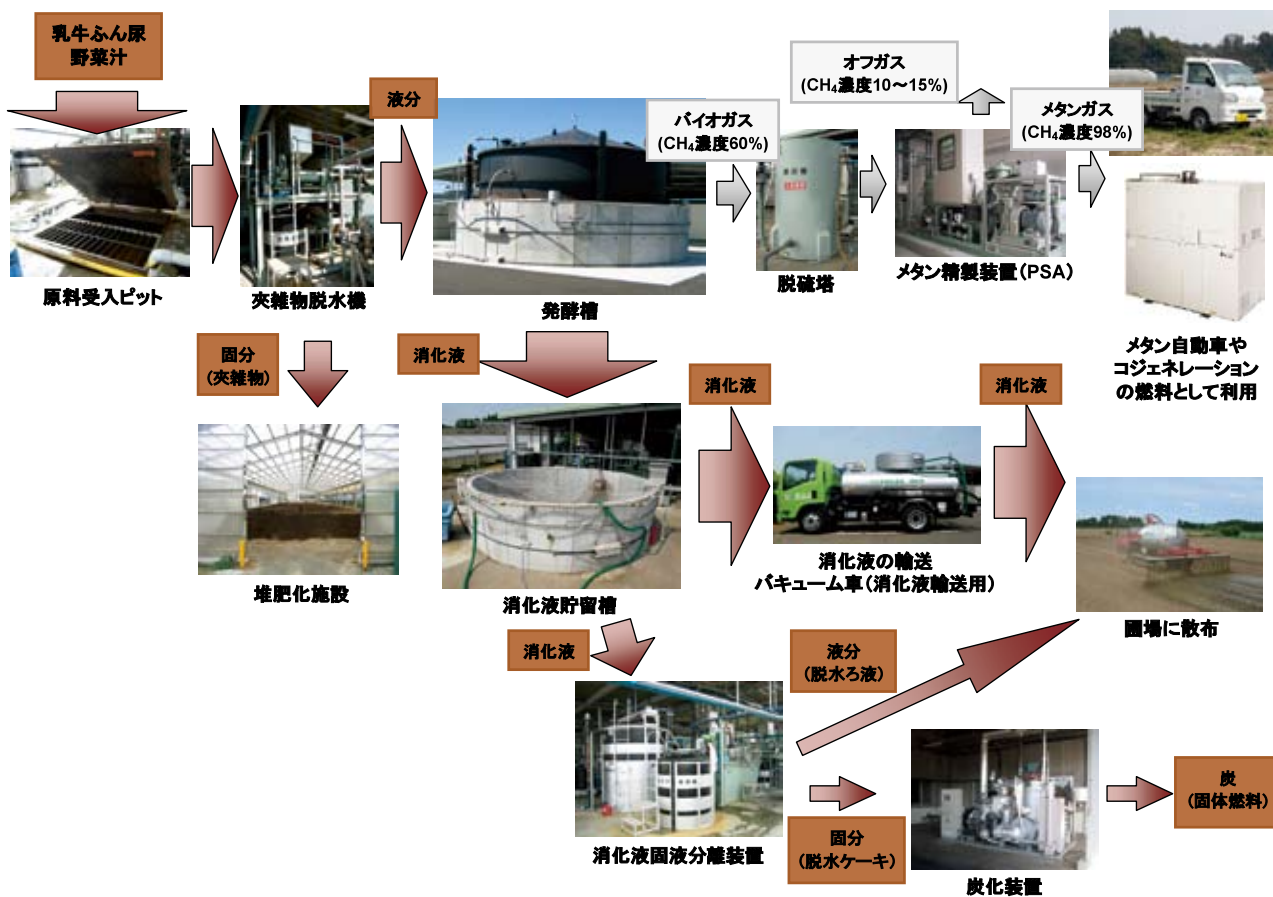 乳牛ふん尿
野菜汁
原料受入ピット
夾雑物脱水機
液分
発酵槽
バイオガス
(CH₄濃度60%)
脱硫塔
オフガス
(CH₄濃度10～15%)
メタン精製装置(PSA)
メタンガス
(CH₄濃度98%)
メタン自動車や
コジェネレーション
の燃料として利用
固分
(夾雑物)
堆肥化施設
消化液
消化液貯留槽
消化液
消化液の輸送
バキューム車(消化液輸送用)
消化液
圃場に散布
消化液
消化液固液分離装置
液分
(脱水ろ液)
固分
(脱水ケーキ)
炭化装置
炭
(固体燃料)